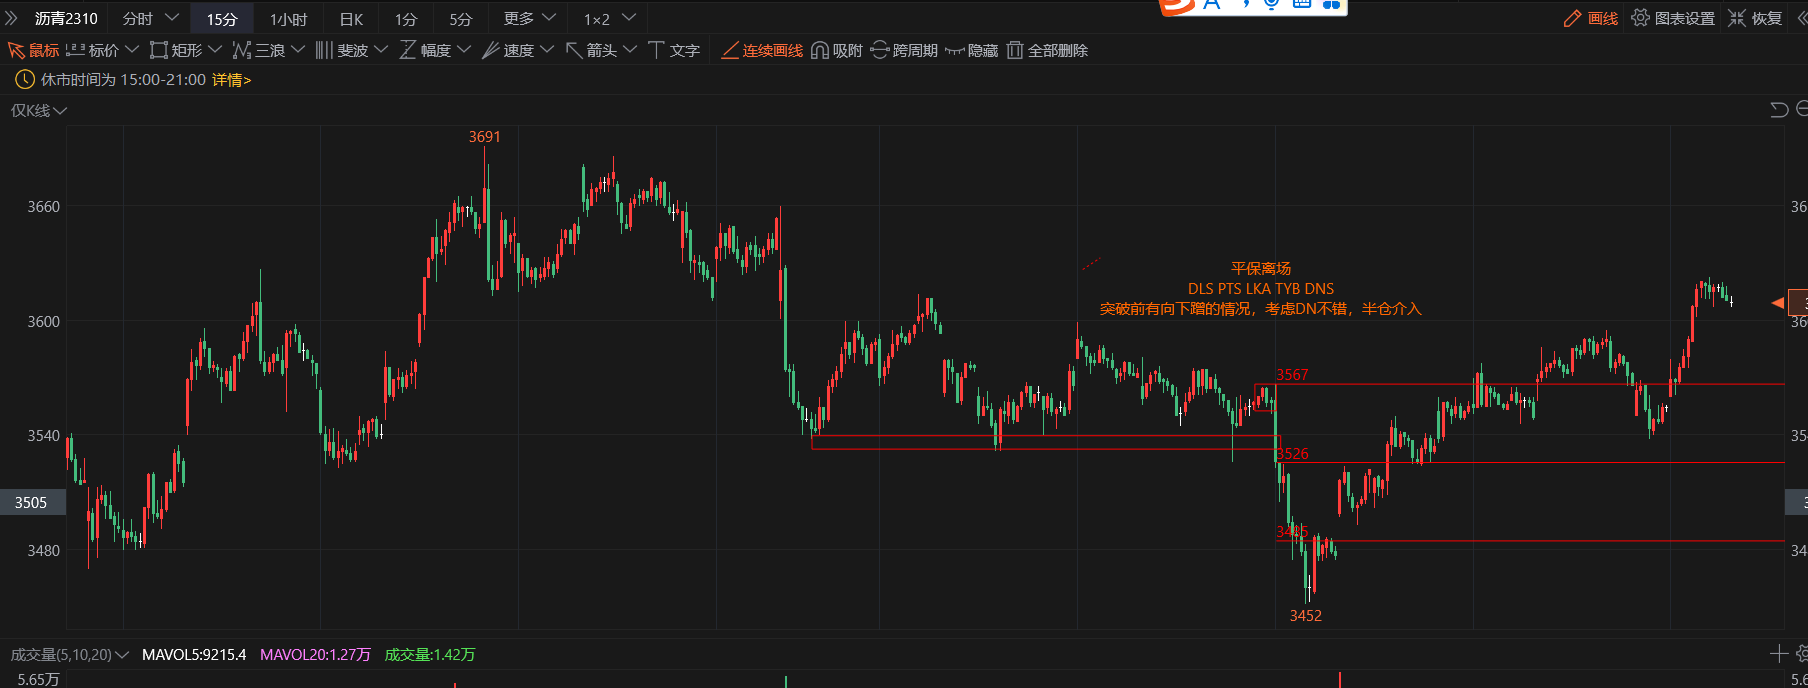 沥青2310 分时 15分 1小时 日K 1分 5分 更多 1×2 画线 图表设置 恢复
鼠标 标价 矩形 三浪 斐波 幅度 速度 箭头 文字 连续画线 吸附 跨周期 隐藏 全部删除
休市时间为 15:00-21:00 详情>
仅K线
3691
3660
平保离场
DLS PTS LKA TYB DNS
突破前有向下蹭的情况，考虑DN不错，半仓介入
3600
3567
3540
3526
3505
3485
3480
3452
成交量(5,10,20) MAVOL5:9215.4 MAVOL20:1.27万 成交量:1.42万
5.65万